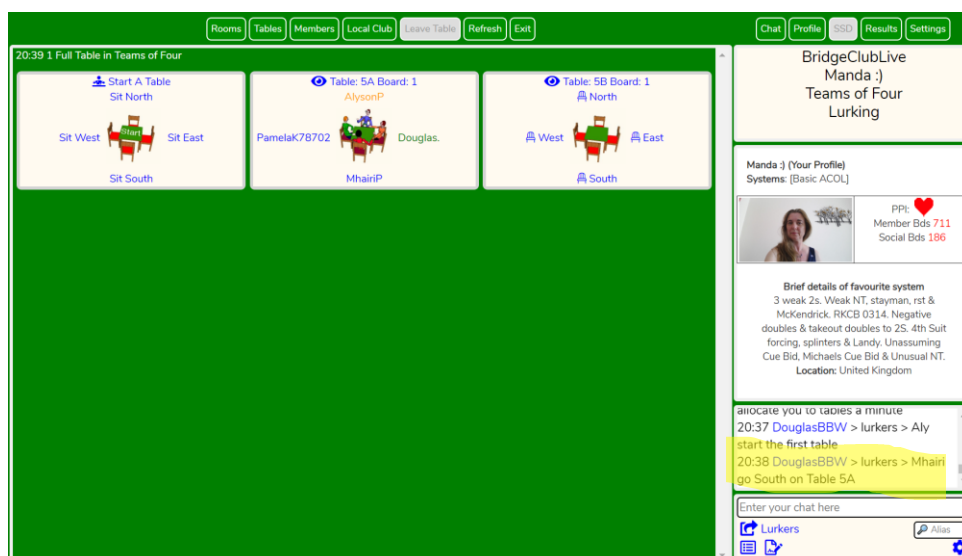 Rooms Tables Members Local Club Leave Table Refresh Exit
Chat Profile SSD Results Settings
20:39 1 Full Table in Teams of Four
Start A Table
Sit North
Sit West
Start
Sit East
Sit South
Table: 5A Board: 1
AlysonP
PamelaK78702
Douglas.
MhairiP
Table: 5B Board: 1
North
West
East
South
BridgeClubLive
Manda :)
Teams of Four
Lurking
Manda :) (Your Profile)
Systems: [Basic ACOL]
PPI:
Member Bds 711
Social Bds 186
Brief details of favourite system
3 weak 2s. Weak NT, stayman, rst &
McKendrick. RKCB 0314. Negative
doubles & takeout doubles to 2S. 4th Suit
forcing, splinters & Landy. Unassuming
Cue Bid, Michaels Cue Bid & Unusual NT.
Location: United Kingdom
allocate you to tables a minute
20:37 DouglasBBW > lurkers > Aly
start the first table
20:38 DouglasBBW > lurkers > Mhairi
go South on Table 5A
Enter your chat here
Lurkers
Alias